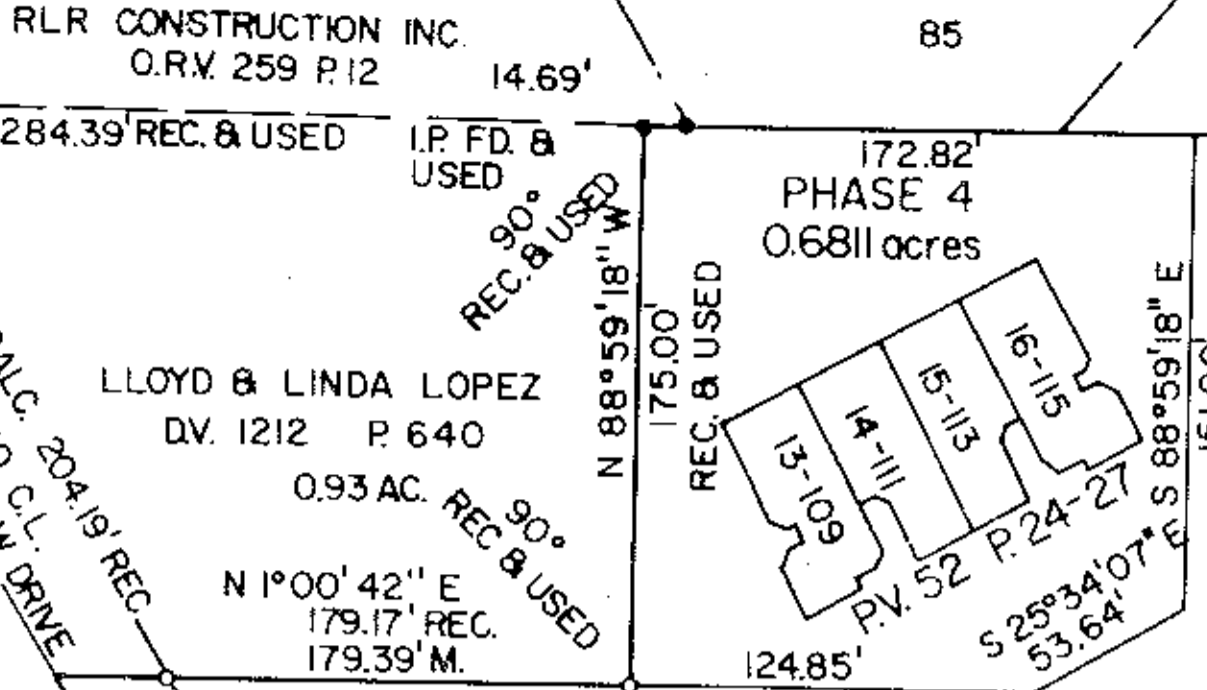 RLR CONSTRUCTION INC.
O.R.V. 259 P. 12
14.69'
85
284.39' REC. & USED
I.P. FD. &
USED
90°
REC. & USED
N 88°59'18" W
175.00'
REC. & USED
172.82'
PHASE 4
0.6811 acres
LLOYD & LINDA LOPEZ
D.V. 1212 P. 640
0.93 AC.
90°
REC & USED
N 1°00'42" E
179.17' REC.
179.39' M.
204.19' REC.
C.L.
DRIVE
13-109
14-111
15-113
16-115
P.V. 52 P. 24-27
S 88°59'18" E
S 25°34'07" E
53.64'
124.85'